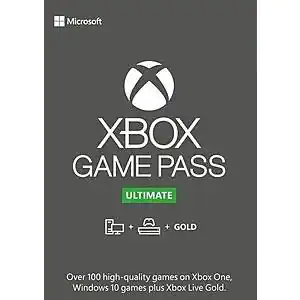 Microsoft
XBOX
GAME PASS
ULTIMATE
+ + GOLD
Over 100 high-quality games on Xbox One,
Windows 10 games plus Xbox Live Gold.